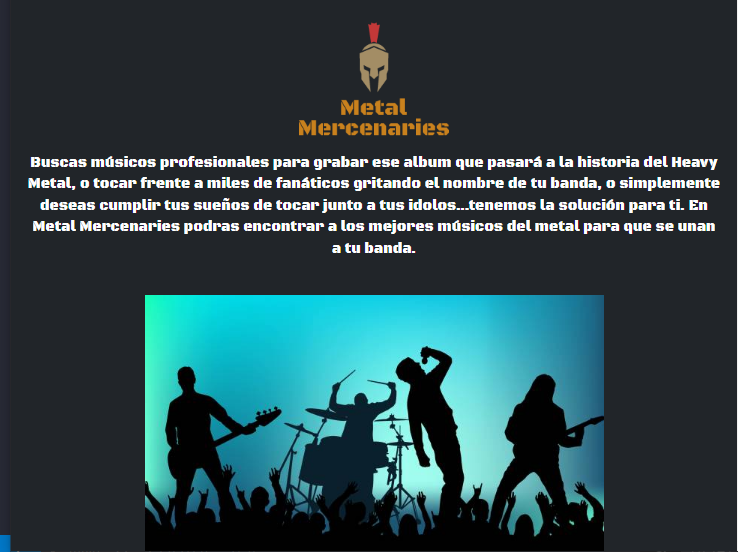 Metal
Mercenaries
Buscas músicos profesionales para grabar ese album que pasará a la historia del Heavy
Metal, o tocar frente a miles de fanáticos gritando el nombre de tu banda, o simplemente
deseas cumplir tus sueños de tocar junto a tus idolos...tenemos la solución para ti. En
Metal Mercenaries podras encontrar a los mejores músicos del metal para que se unan
a tu banda.